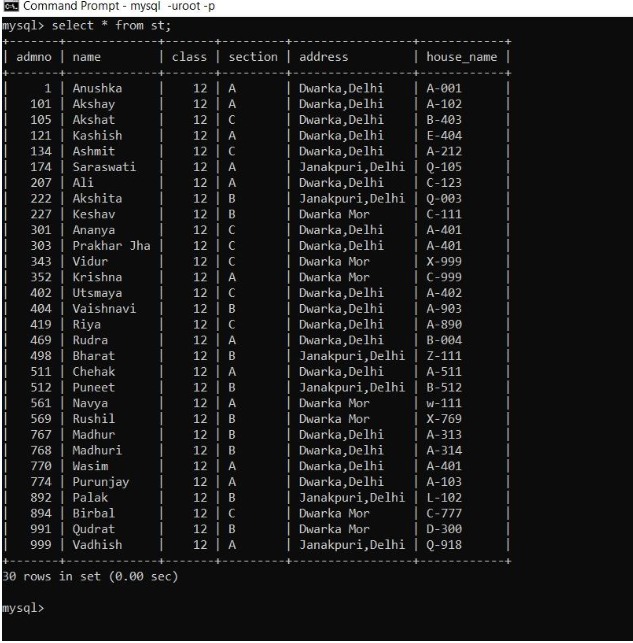 Command Prompt - mysql -uroot -p
mysql> select * from st;
+-------+-------------+-------+---------+-----------------+------------+
| admno | name        | class | section | address         | house_name |
+-------+-------------+-------+---------+-----------------+------------+
|     1 | Anushka     |    12 | A       | Dwarka,Delhi    | A-001      |
|   101 | Akshay      |    12 | A       | Dwarka,Delhi    | A-102      |
|   105 | Akshat      |    12 | C       | Dwarka,Delhi    | B-403      |
|   121 | Kashish     |    12 | A       | Dwarka,Delhi    | E-404      |
|   134 | Ashmit      |    12 | C       | Dwarka,Delhi    | A-212      |
|   174 | Saraswati   |    12 | A       | Janakpuri,Delhi | Q-105      |
|   207 | Ali         |    12 | A       | Dwarka,Delhi    | C-123      |
|   222 | Akshita     |    12 | B       | Janakpuri,Delhi | Q-003      |
|   227 | Keshav      |    12 | B       | Dwarka Mor      | C-111      |
|   301 | Ananya      |    12 | C       | Dwarka,Delhi    | A-401      |
|   303 | Prakhar Jha |    12 | C       | Dwarka,Delhi    | A-401      |
|   343 | Vidur       |    12 | C       | Dwarka Mor      | X-999      |
|   352 | Krishna     |    12 | A       | Dwarka Mor      | C-999      |
|   402 | Utsmaya     |    12 | C       | Dwarka,Delhi    | A-402      |
|   404 | Vaishnavi   |    12 | B       | Dwarka,Delhi    | A-903      |
|   419 | Riya        |    12 | C       | Dwarka,Delhi    | A-890      |
|   469 | Rudra       |    12 | A       | Dwarka,Delhi    | B-004      |
|   498 | Bharat      |    12 | B       | Janakpuri,Delhi | Z-111      |
|   511 | Chehak      |    12 | A       | Dwarka,Delhi    | A-511      |
|   512 | Puneet      |    12 | B       | Janakpuri,Delhi | B-512      |
|   561 | Navya       |    12 | A       | Dwarka Mor      | w-111      |
|   569 | Rushil      |    12 | B       | Dwarka Mor      | X-769      |
|   767 | Madhur      |    12 | B       | Dwarka,Delhi    | A-313      |
|   768 | Madhuri     |    12 | B       | Dwarka,Delhi    | A-314      |
|   770 | Wasim       |    12 | A       | Dwarka,Delhi    | A-401      |
|   774 | Purunjay    |    12 | A       | Dwarka,Delhi    | A-103      |
|   892 | Palak       |    12 | B       | Janakpuri,Delhi | L-102      |
|   894 | Birbal      |    12 | C       | Dwarka Mor      | C-777      |
|   991 | Qudrat      |    12 | B       | Dwarka Mor      | D-300      |
|   999 | Vadhish     |    12 | A       | Janakpuri,Delhi | Q-918      |
+-------+-------------+-------+---------+-----------------+------------+
30 rows in set (0.00 sec)
mysql>